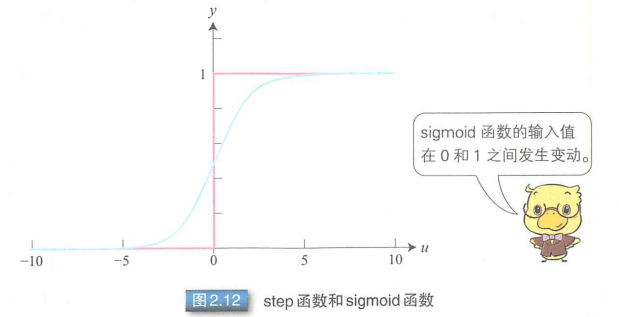 y
1
sigmoid 函数的输入值
在 0 和 1 之间发生变动。
-10 -5 0 5 10 u
图2.12 step 函数和 sigmoid 函数